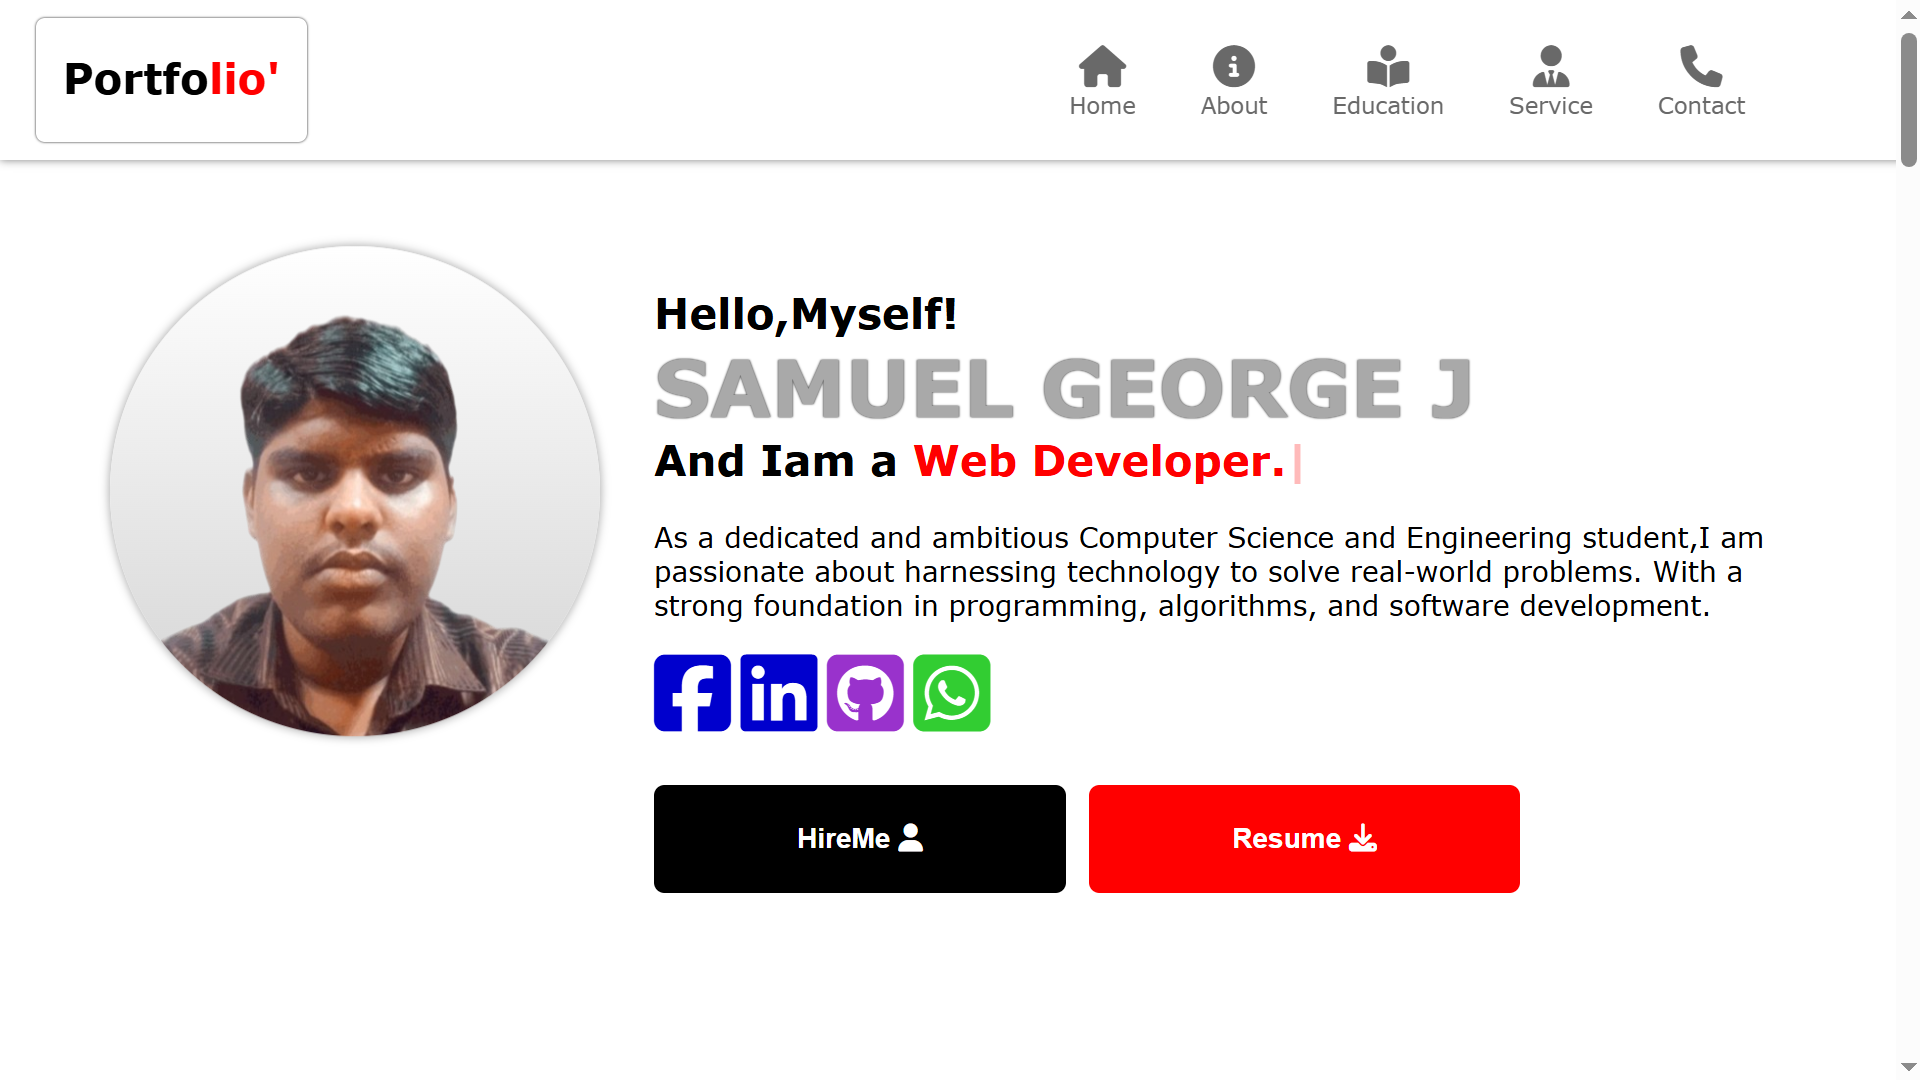 Portfolio'
Home
About
Education
Service
Contact
Hello,Myself!
SAMUEL GEORGE J
And Iam a Web Developer.|
As a dedicated and ambitious Computer Science and Engineering student,I am
passionate about harnessing technology to solve real-world problems. With a
strong foundation in programming, algorithms, and software development.
HireMe
Resume